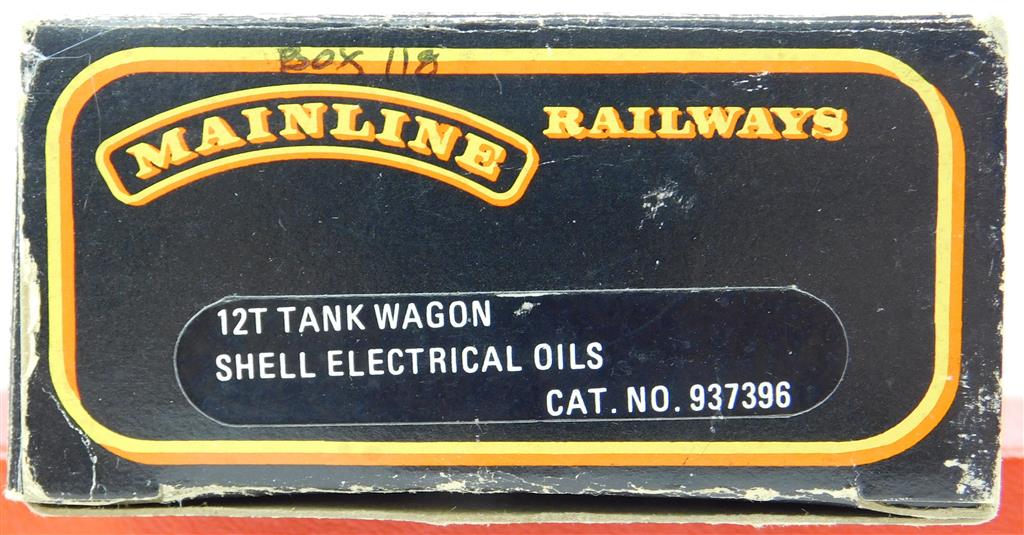 BOX 118
MAINLINE RAILWAYS
12T TANK WAGON
SHELL ELECTRICAL OILS
CAT. NO. 937396